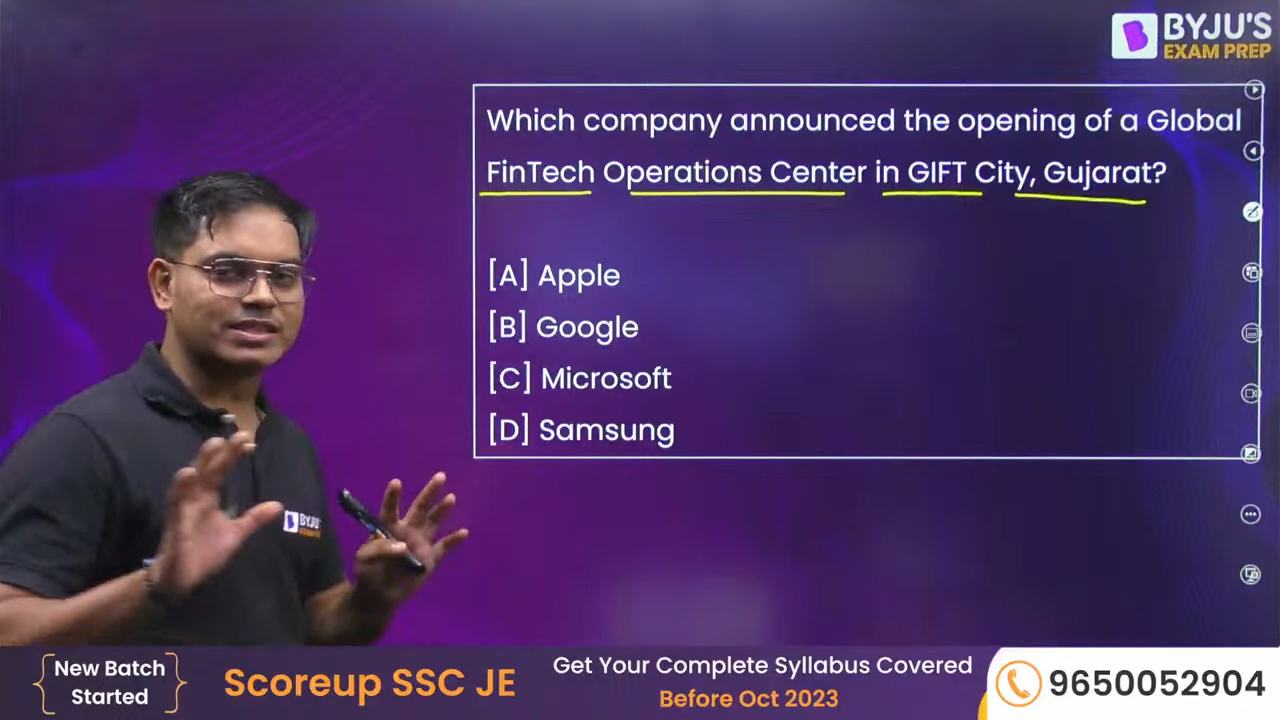 BYJU'S
EXAM PREP
Which company announced the opening of a Global
FinTech Operations Center in GIFT City, Gujarat?
[A] Apple
[B] Google
[C] Microsoft
[D] Samsung
BYJU'S
New Batch
Started
Scoreup SSC JE
Get Your Complete Syllabus Covered
Before Oct 2023
9650052904